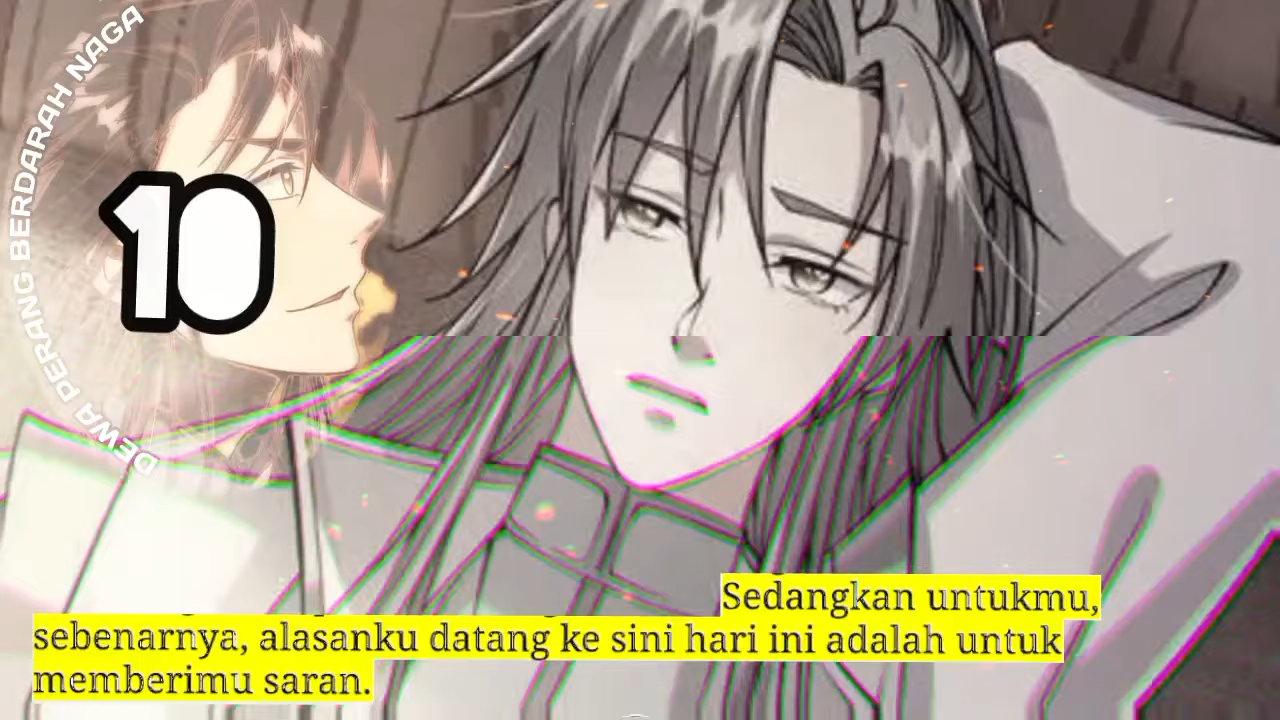 DEWA PERANG BERDARAH NAGA
10
Sedangkan untukmu,
sebenarnya, alasanku datang ke sini hari ini adalah untuk
memberimu saran.